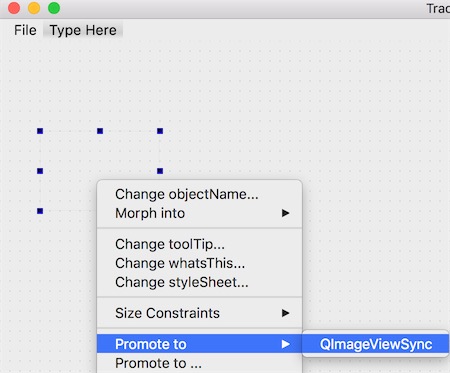 Trac
File Type Here
Change objectName...
Morph into
Change toolTip...
Change whatsThis...
Change styleSheet...
Size Constraints
Promote to QImageViewSync
Promote to ...